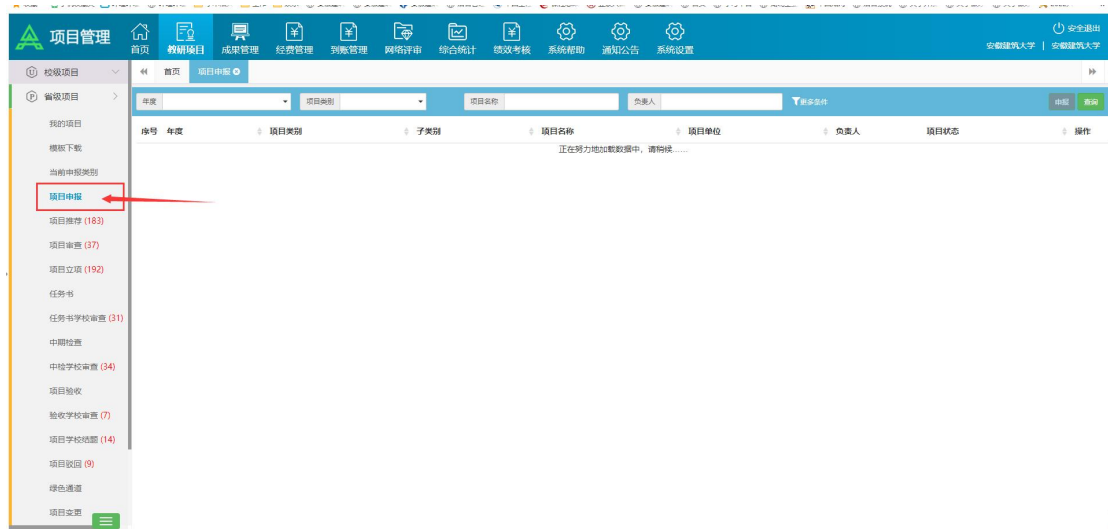 项目管理
首页 教研项目 成果管理 经费管理 到账管理 网络评审 综合统计 绩效考核 系统帮助 通知公告 系统设置
安全退出
安徽建筑大学 | 安徽建筑大学
校级项目
首页 项目申报
省级项目
年度 项目类别 项目名称 负责人 更多条件 申报 查询
序号 年度 项目类别 子类别 项目名称 项目单位 负责人 项目状态 操作
正在努力地加载数据中，请稍候……
我的项目
模板下载
当前申报类别
项目申报
项目推荐 (183)
项目审查 (37)
项目立项 (192)
任务书
任务书学校审查 (31)
中期检查
中检学校审查 (34)
项目验收
验收学校审查 (7)
项目学校结题 (14)
项目驳回 (9)
绿色通道
项目变更